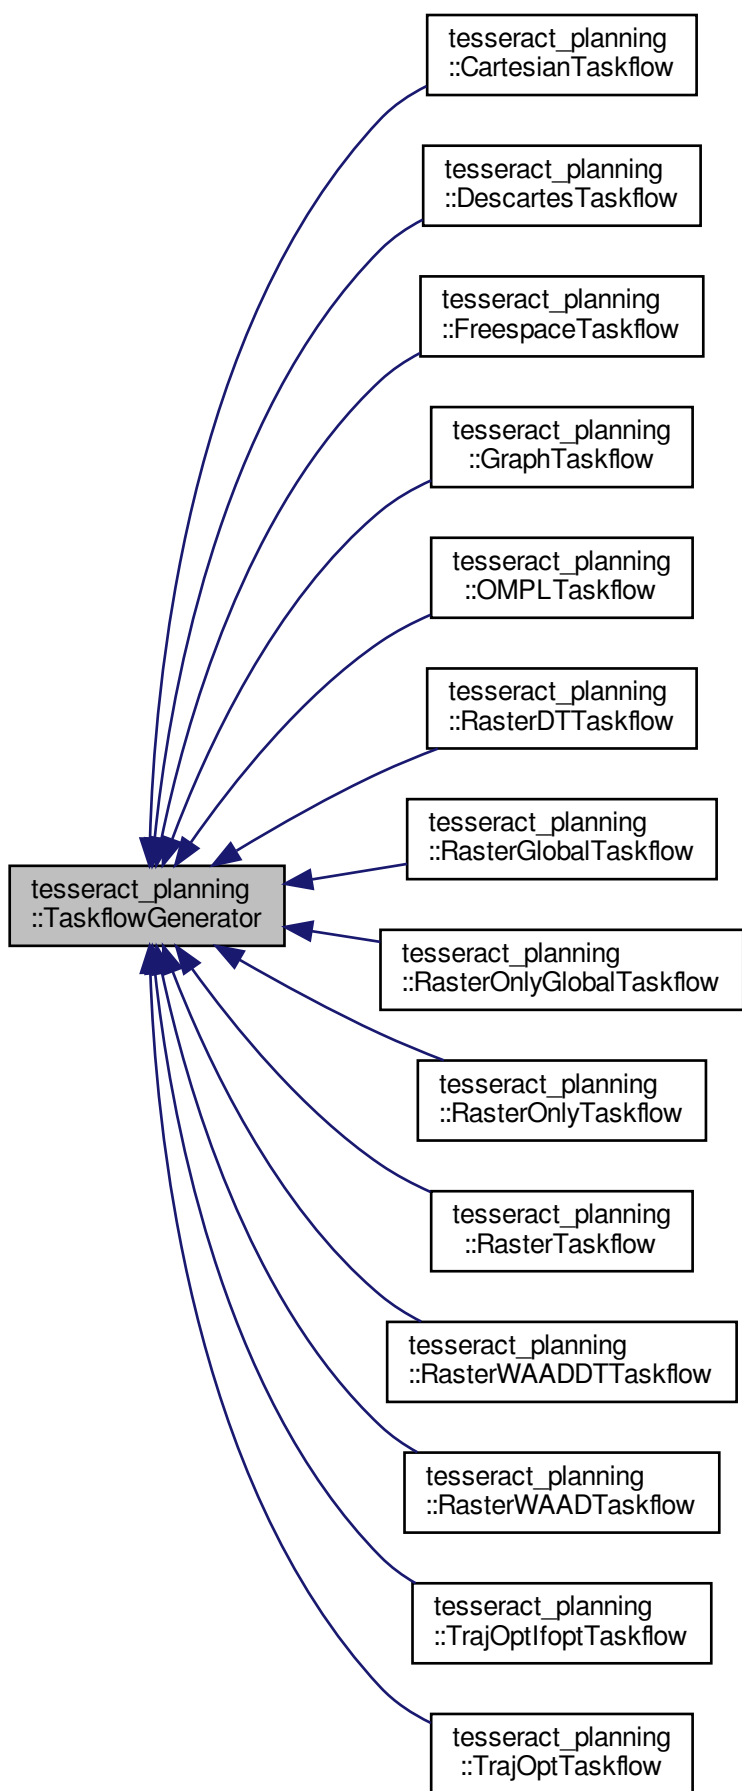 tesseract_planning
::CartesianTaskflow
tesseract_planning
::DescartesTaskflow
tesseract_planning
::FreespaceTaskflow
tesseract_planning
::GraphTaskflow
tesseract_planning
::OMPLTaskflow
tesseract_planning
::RasterDTTaskflow
tesseract_planning
::RasterGlobalTaskflow
tesseract_planning
::TaskflowGenerator
tesseract_planning
::RasterOnlyGlobalTaskflow
tesseract_planning
::RasterOnlyTaskflow
tesseract_planning
::RasterTaskflow
tesseract_planning
::RasterWAADDTTaskflow
tesseract_planning
::RasterWAADTaskflow
tesseract_planning
::TrajOptIfoptTaskflow
tesseract_planning
::TrajOptTaskflow